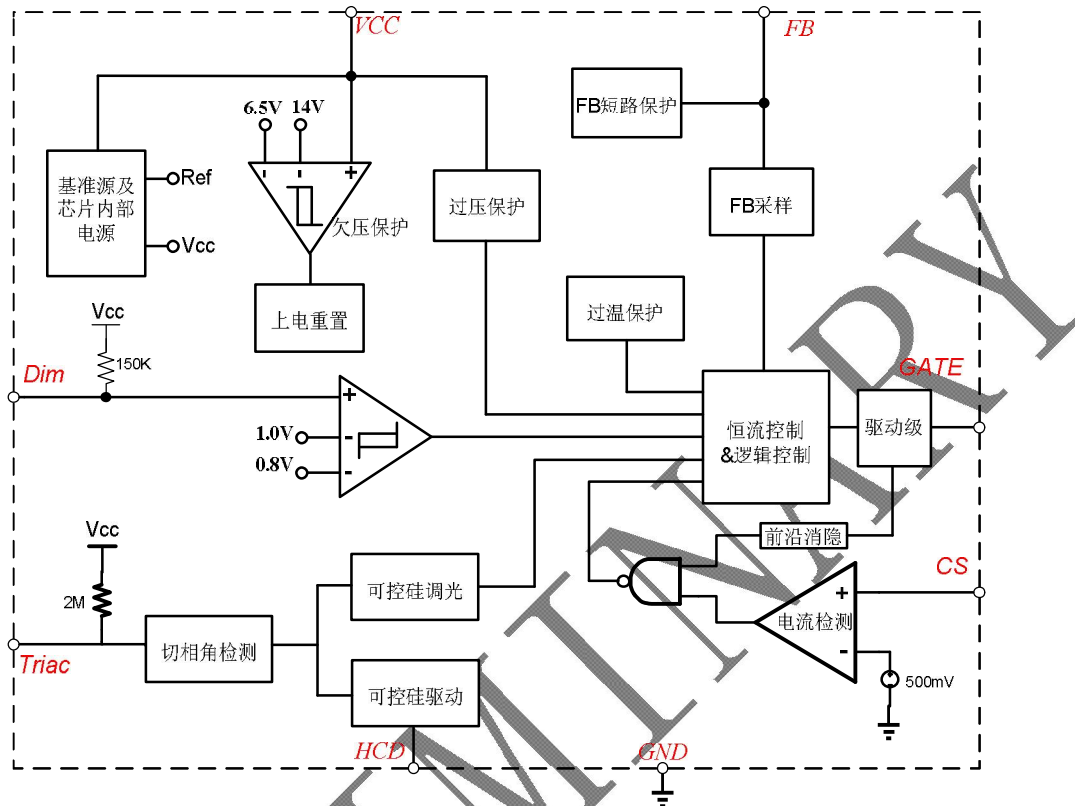 VCC
FB
6.5V
14V
FB短路保护
基准源及
芯片内部
电源
Ref
Vcc
欠压保护
过压保护
FB采样
上电重置
过温保护
Vcc
150K
Dim
1.0V
0.8V
恒流控制
&逻辑控制
GATE
驱动级
前沿消隐
Vcc
2M
Triac
切相角检测
可控硅调光
可控硅驱动
CS
电流检测
500mV
HCD
GND